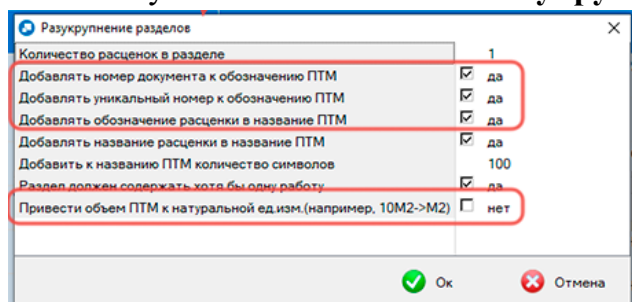 Разукрупнение разделов
Количество расценок в разделе 1
Добавлять номер документа к обозначению ПТМ да
Добавлять уникальный номер к обозначению ПТМ да
Добавлять обозначение расценки в название ПТМ да
Добавлять название расценки в название ПТМ да
Добавить к названию ПТМ количество символов 100
Раздел должен содержать хотя бы одну работу да
Привести объем ПТМ к натуральной ед.изм.(например, 10М2->М2) нет
Ок Отмена